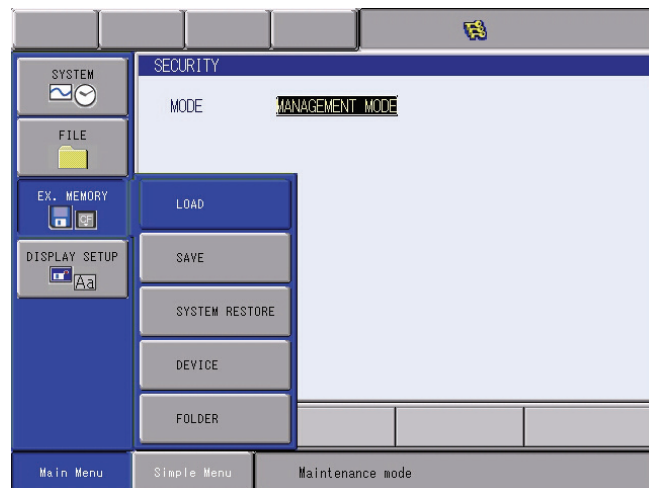 SYSTEM
SECURITY
MODE MANAGEMENT MODE
FILE
EX. MEMORY
CF
LOAD
DISPLAY SETUP
Aa
SAVE
SYSTEM RESTORE
DEVICE
FOLDER
Main Menu Simple Menu Maintenance mode